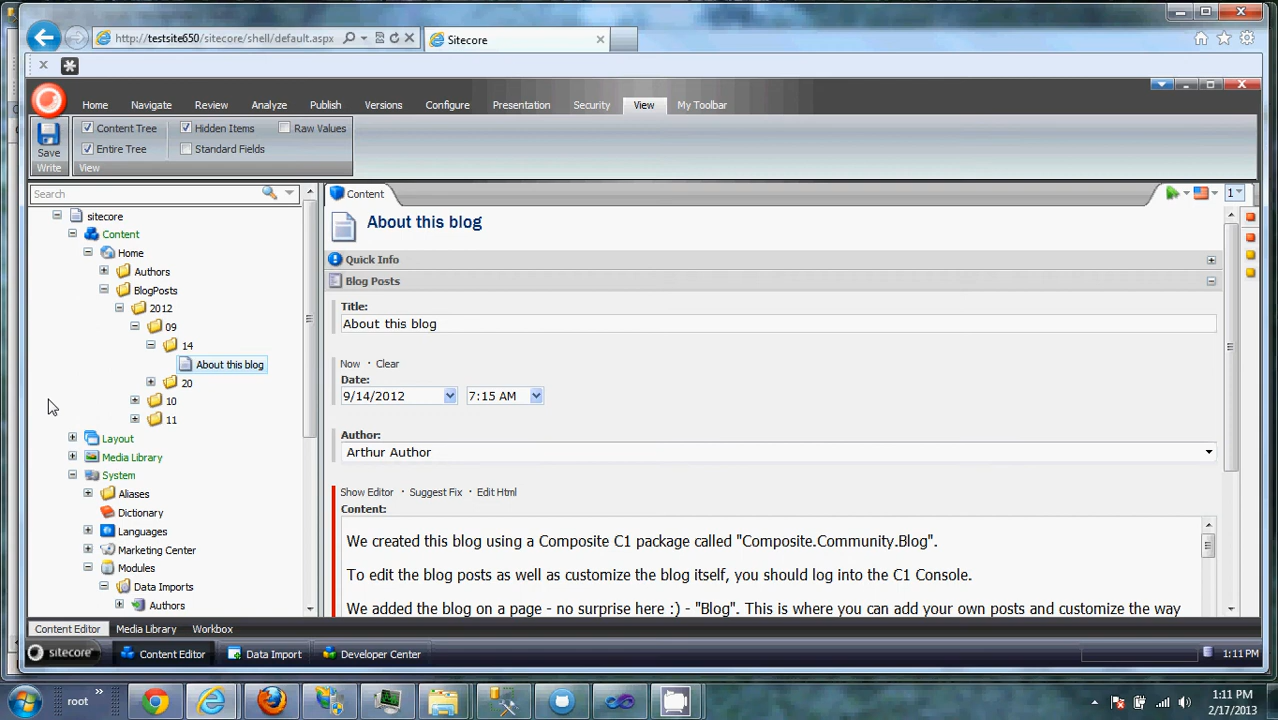 http://testsite650/sitecore/shell/default.aspx
Sitecore
Home Navigate Review Analyze Publish Versions Configure Presentation Security View My Toolbar
Save
Write
Content Tree Hidden Items Raw Values
Entire Tree Standard Fields
View
Search
sitecore
Content
Home
Authors
BlogPosts
2012
09
14
About this blog
20
10
11
Layout
Media Library
System
Aliases
Dictionary
Languages
Marketing Center
Modules
Data Imports
Authors
Content
1
About this blog
Quick Info
Blog Posts
Title:
About this blog
Now · Clear
Date:
9/14/2012 7:15 AM
Author:
Arthur Author
Show Editor · Suggest Fix · Edit Html
Content:
We created this blog using a Composite C1 package called "Composite.Community.Blog".
To edit the blog posts as well as customize the blog itself, you should log into the C1 Console.
We added the blog on a page - no surprise here :) - "Blog". This is where you can add your own posts and customize the way
Content Editor Media Library Workbox
sitecore Content Editor Data Import Developer Center 1:11 PM
root » 1:11 PM
2/17/2013